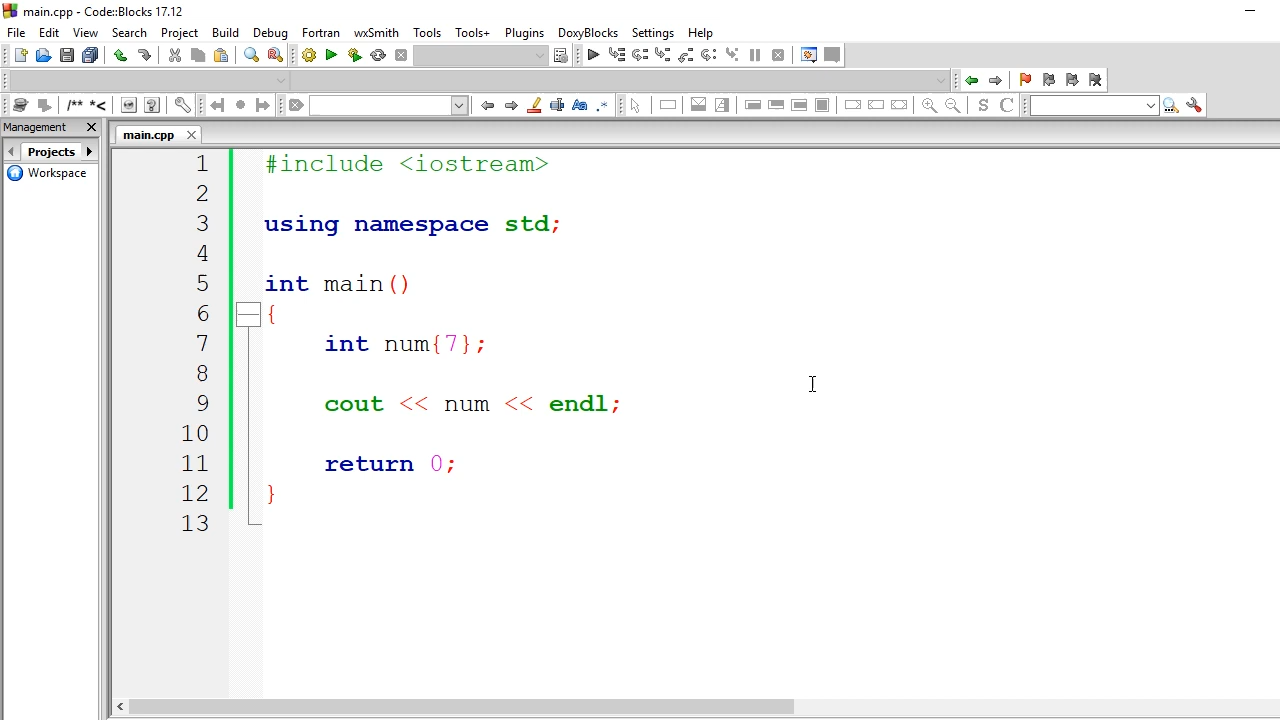 main.cpp - Code::Blocks 17.12
File Edit View Search Project Build Debug Fortran wxSmith Tools Tools+ Plugins DoxyBlocks Settings Help
/** *<
Aa .*
S C
Management
Projects
Workspace
main.cpp
1 #include <iostream>
2
3 using namespace std;
4
5 int main()
6 {
7 int num{7};
8
9 cout << num << endl;
10
11 return 0;
12 }
13